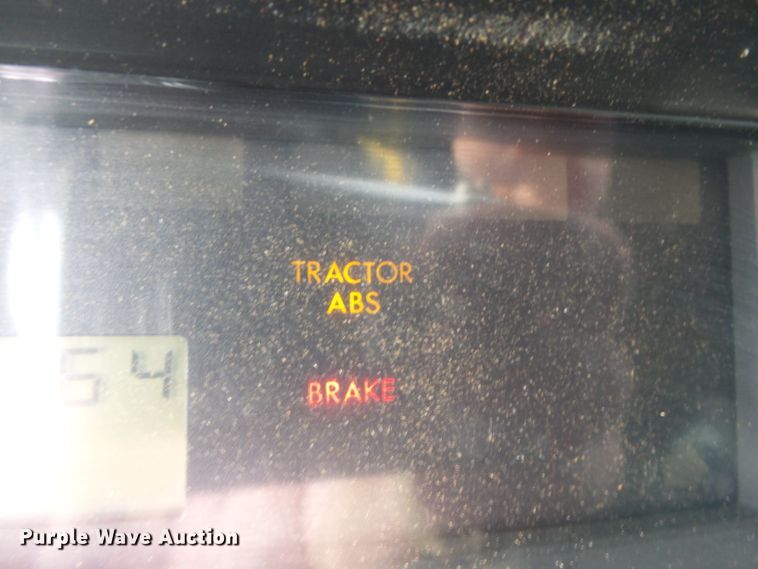 TRACTOR
ABS
54
BRAKE
Purple Wave Auction